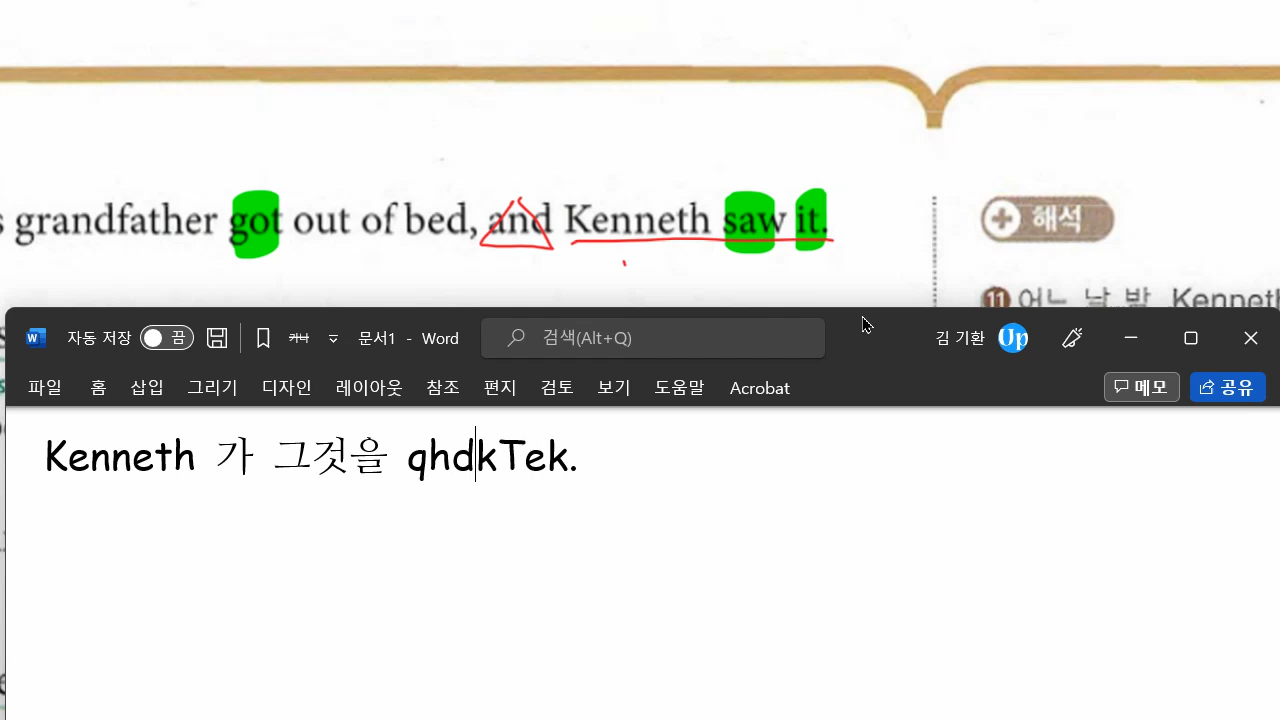 grandfather got out of bed, and Kenneth saw it.
해석
11 어느 날 밤, Kenneth
자동 저장 끔 가나 문서1 - Word 검색(Alt+Q) 김 기환 Up
파일 홈 삽입 그리기 디자인 레이아웃 참조 편지 검토 보기 도움말 Acrobat 메모 공유
Kenneth 가 그것을 qhdkTek.